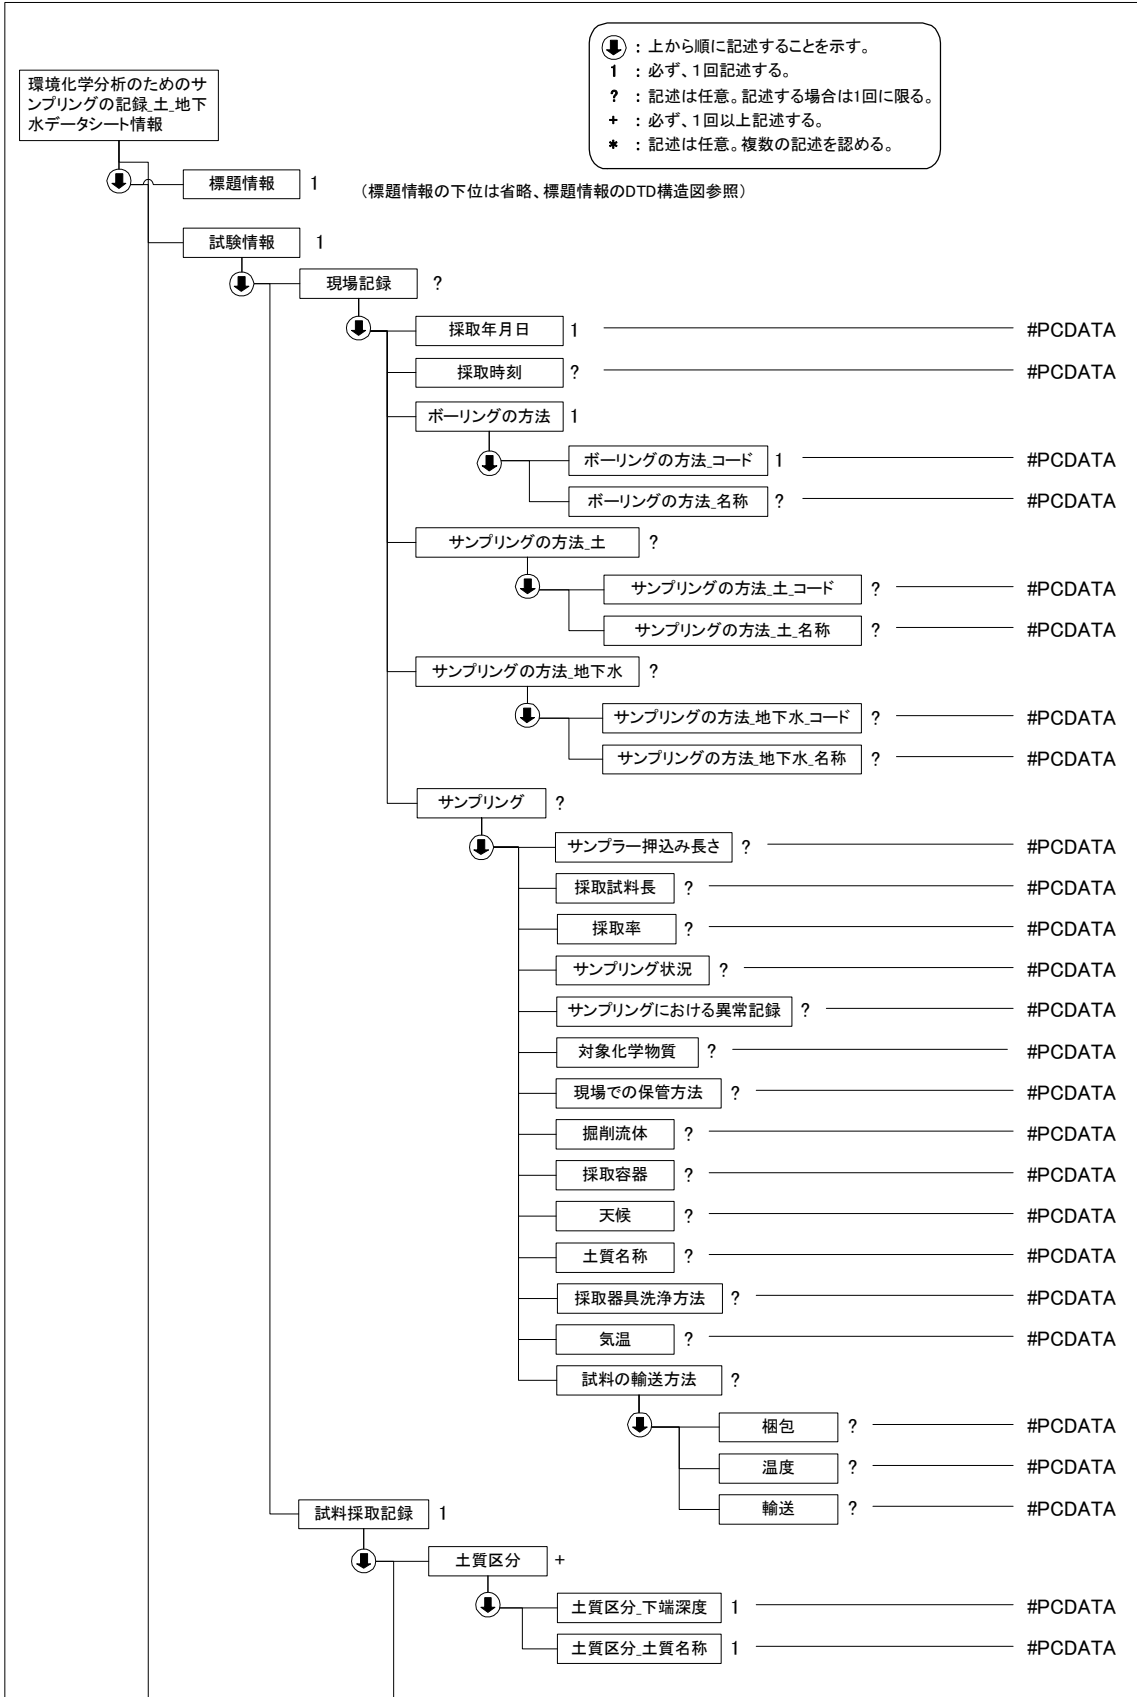 ：上から順に記述することを示す。
1 ：必ず、1回記述する。
? ：記述は任意。記述する場合は1回に限る。
+ ：必ず、1回以上記述する。
* ：記述は任意。複数の記述を認める。
環境化学分析のためのサ
ンプリングの記録_土_地下
水データシート情報
標題情報 1 （標題情報の下位は省略、標題情報のDTD構造図参照）
試験情報 1
現場記録 ?
採取年月日 1 #PCDATA
採取時刻 ? #PCDATA
ボーリングの方法 1
ボーリングの方法_コード 1 #PCDATA
ボーリングの方法_名称 ? #PCDATA
サンプリングの方法_土 ?
サンプリングの方法_土_コード ? #PCDATA
サンプリングの方法_土_名称 ? #PCDATA
サンプリングの方法_地下水 ?
サンプリングの方法_地下水_コード ? #PCDATA
サンプリングの方法_地下水_名称 ? #PCDATA
サンプリング ?
サンプラー押込み長さ ? #PCDATA
採取試料長 ? #PCDATA
採取率 ? #PCDATA
サンプリング状況 ? #PCDATA
サンプリングにおける異常記録 ? #PCDATA
対象化学物質 ? #PCDATA
現場での保管方法 ? #PCDATA
掘削流体 ? #PCDATA
採取容器 ? #PCDATA
天候 ? #PCDATA
土質名称 ? #PCDATA
採取器具洗浄方法 ? #PCDATA
気温 ? #PCDATA
試料の輸送方法 ?
梱包 ? #PCDATA
温度 ? #PCDATA
輸送 ? #PCDATA
試料採取記録 1
土質区分 +
土質区分_下端深度 1 #PCDATA
土質区分_土質名称 1 #PCDATA